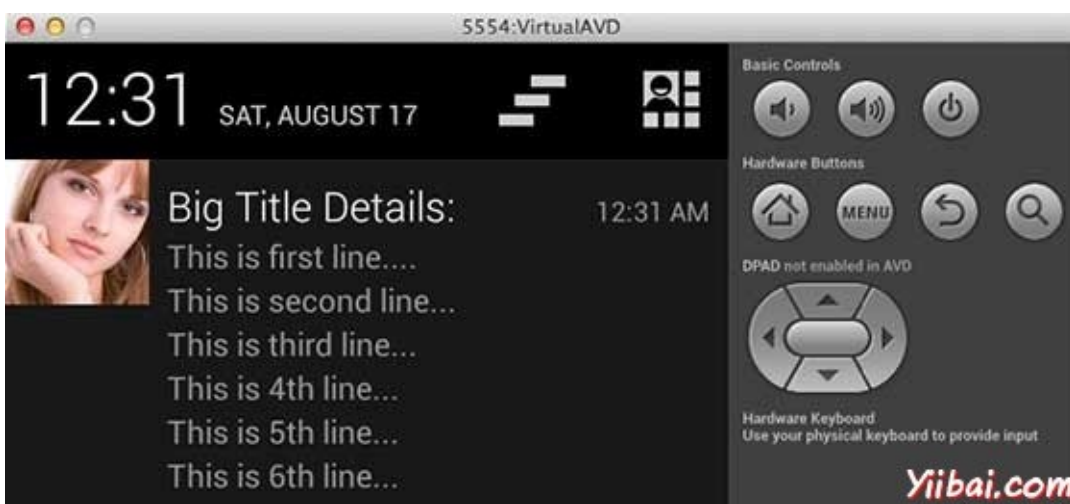 5554:VirtualAVD
12:31 SAT, AUGUST 17
Big Title Details:
12:31 AM
This is first line....
This is second line...
This is third line...
This is 4th line...
This is 5th line...
This is 6th line...
Basic Controls
Hardware Buttons
MENU
DPAD not enabled in AVD
Hardware Keyboard
Use your physical keyboard to provide input
Yiibai.com